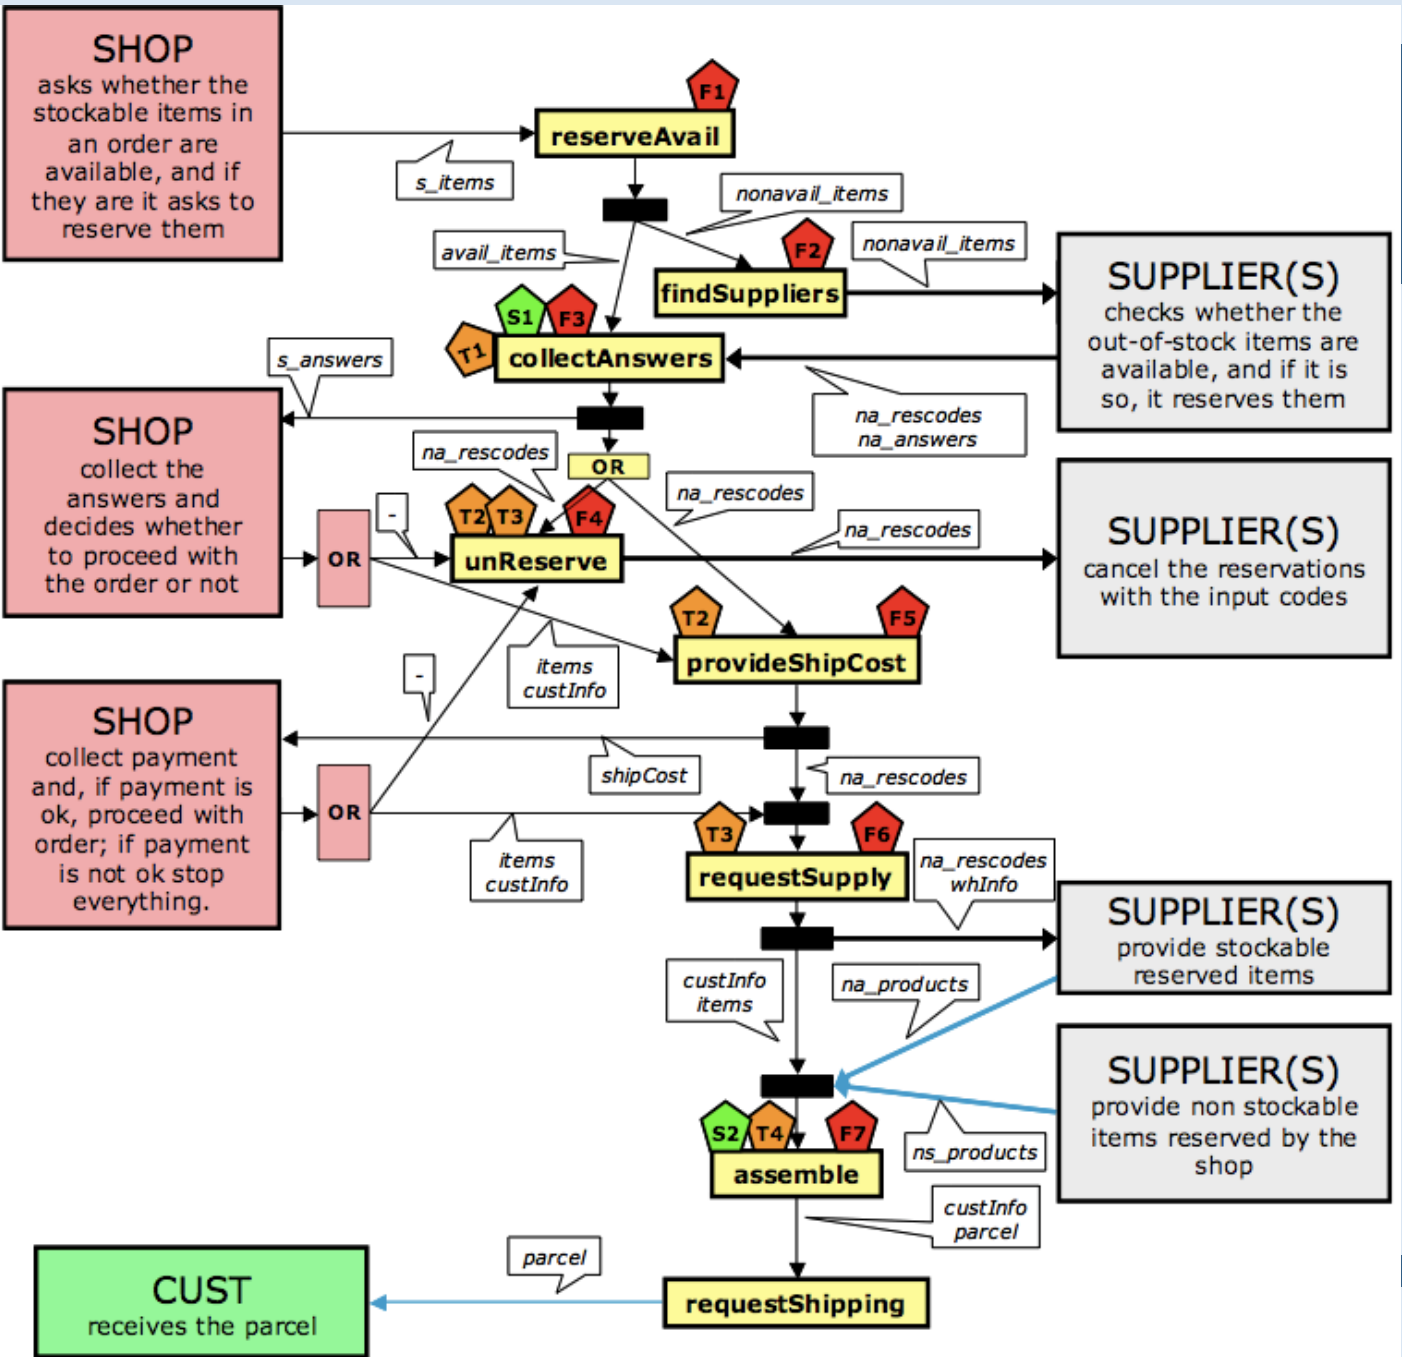 SHOP
asks whether the
stockable items in
an order are
available, and if
they are it asks to
reserve them
F1
reserveAvail
s_items
nonavail_items
avail_items
F2
findSuppliers
nonavail_items
SUPPLIER(S)
checks whether the
out-of-stock items are
available, and if it is
so, it reserves them
S1
F3
T1
collectAnswers
s_answers
na_rescodes
na_answers
SHOP
collect the
answers and
decides whether
to proceed with
the order or not
OR
na_rescodes
OR
na_rescodes
-
T2
T3
F4
unReserve
na_rescodes
SUPPLIER(S)
cancel the reservations
with the input codes
T2
F5
provideShipCost
items
custInfo
-
SHOP
collect payment
and, if payment is
ok, proceed with
order; if payment
is not ok stop
everything.
OR
shipCost
na_rescodes
items
custInfo
T3
F6
requestSupply
na_rescodes
whInfo
SUPPLIER(S)
provide stockable
reserved items
custInfo
items
na_products
SUPPLIER(S)
provide non stockable
items reserved by the
shop
ns_products
S2
T4
F7
assemble
custInfo
parcel
parcel
requestShipping
CUST
receives the parcel